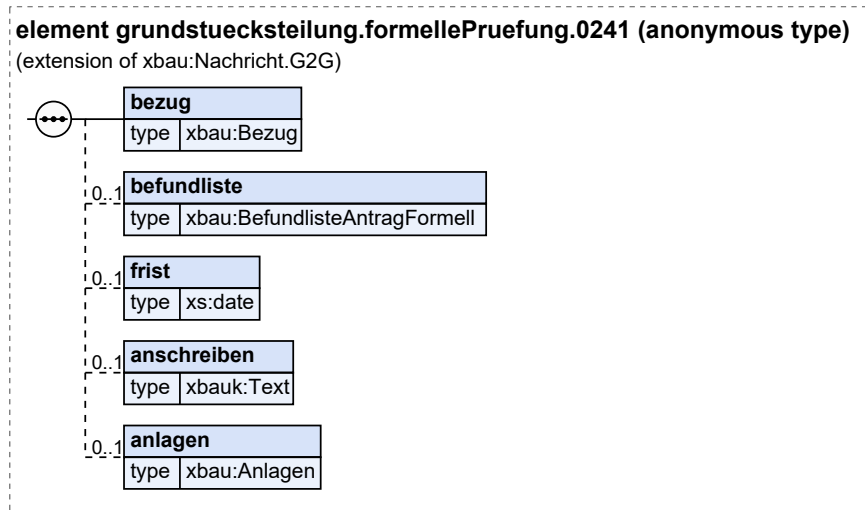 element grundstuecksteilung.formellePruefung.0241 (anonymous type)
(extension of xbau:Nachricht.G2G)
bezug
type xbau:Bezug
0..1 befundliste
type xbau:BefundlisteAntragFormell
0..1 frist
type xs:date
0..1 anschreiben
type xbauk:Text
0..1 anlagen
type xbau:Anlagen